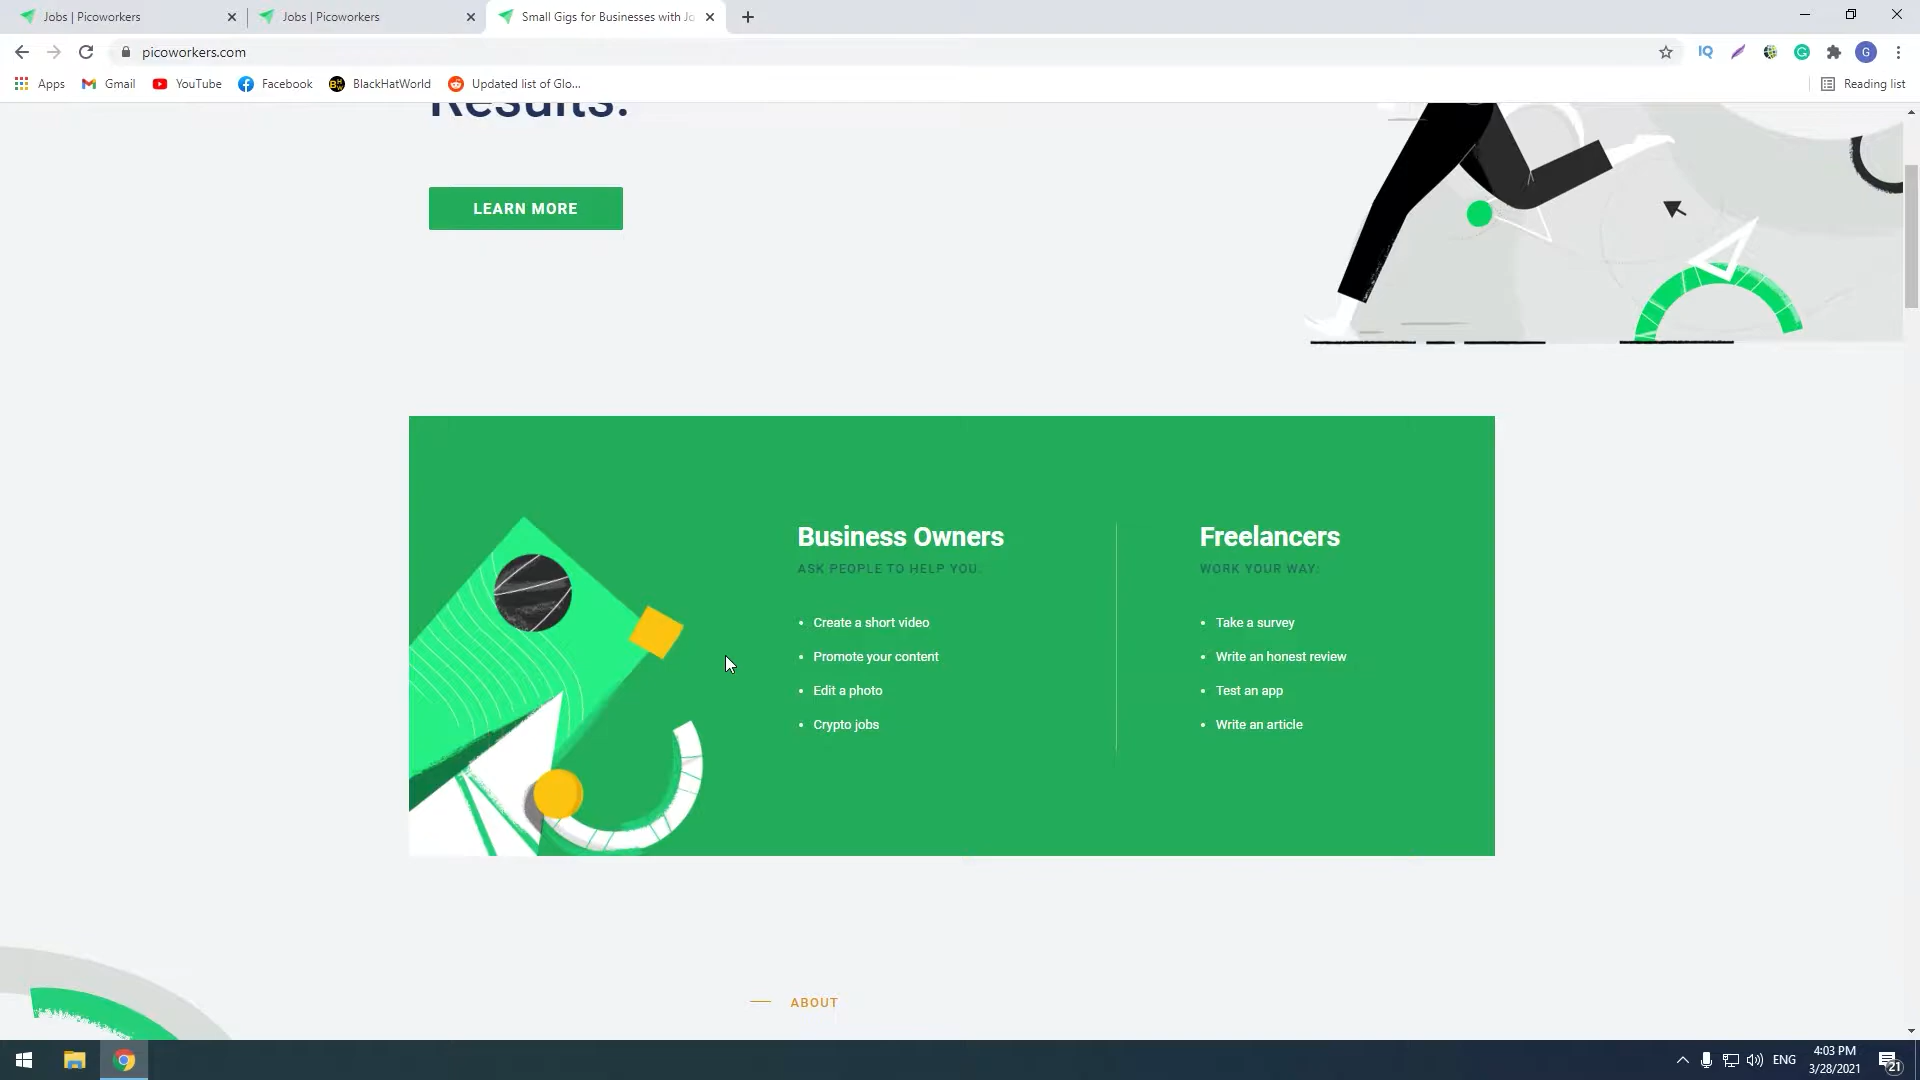 Jobs | Picoworkers
Jobs | Picoworkers
Small Gigs for Businesses with Jo
picoworkers.com
IQ
G
Apps
Gmail
YouTube
Facebook
BlackHatWorld
Updated list of Glo...
Reading list
Results.
LEARN MORE
Business Owners
ASK PEOPLE TO HELP YOU:
• Create a short video
• Promote your content
• Edit a photo
• Crypto jobs
Freelancers
WORK YOUR WAY:
• Take a survey
• Write an honest review
• Test an app
• Write an article
ABOUT
ENG
4:03 PM
3/28/2021
21